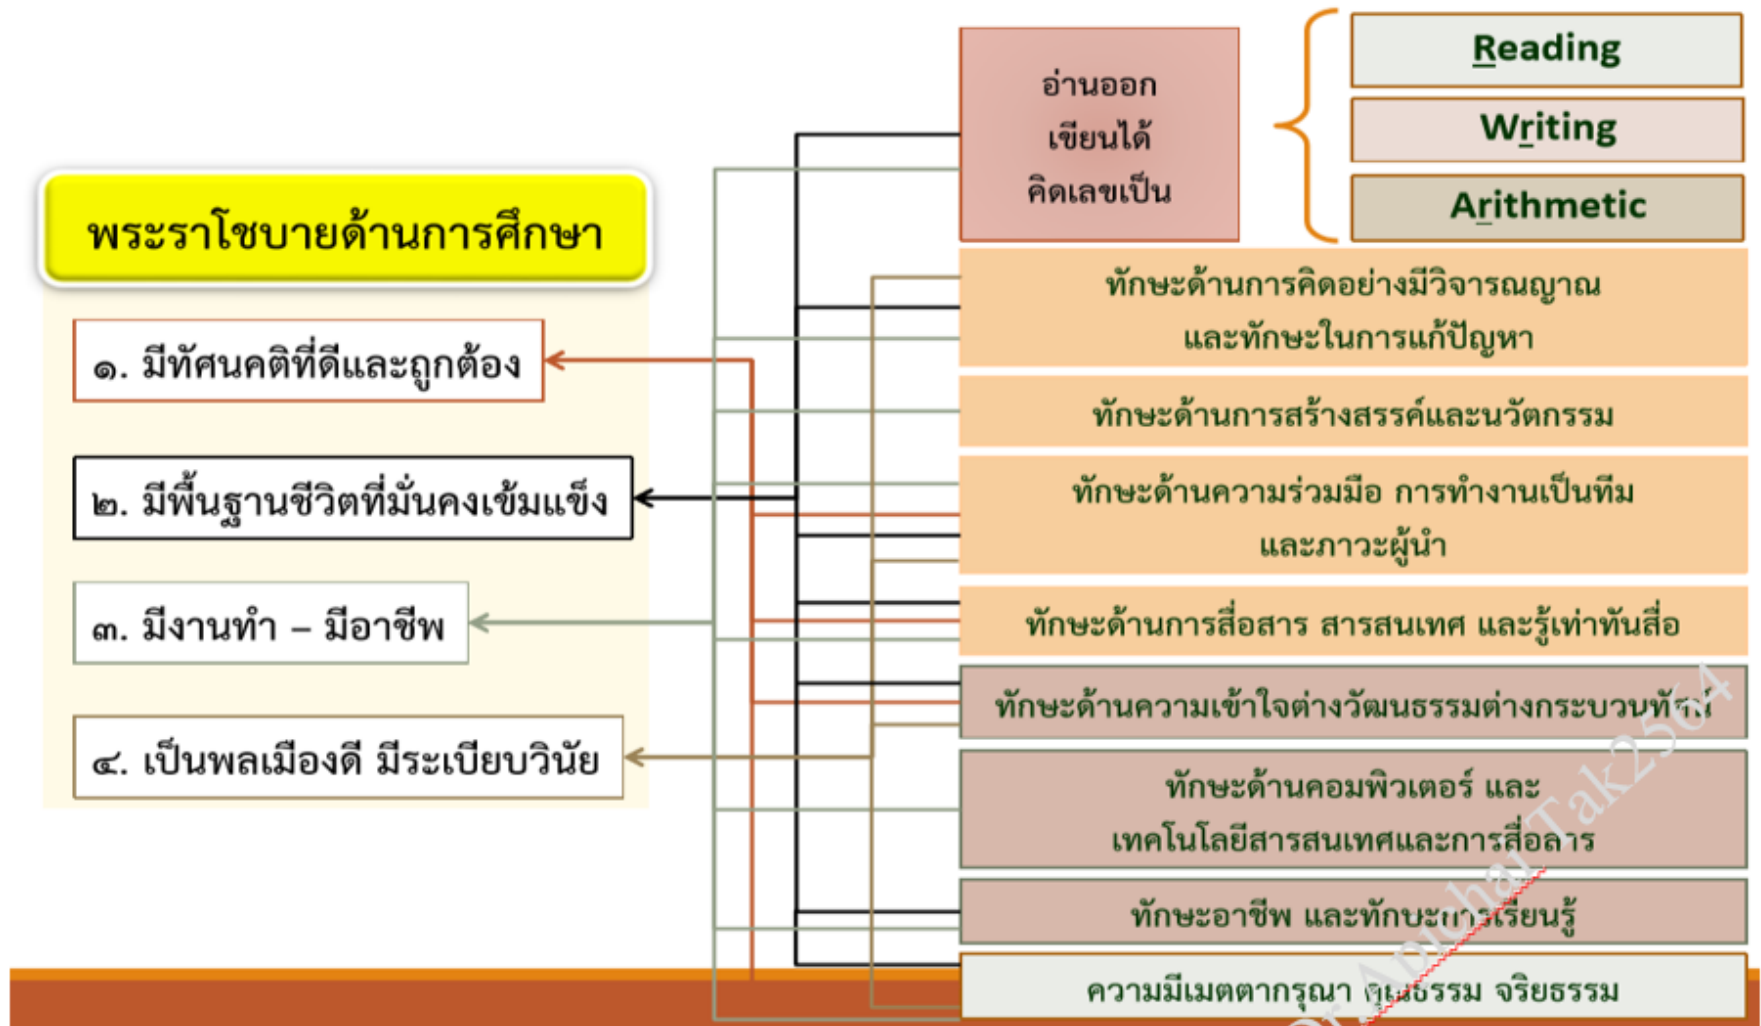 พระราโชบายด้านการศึกษา
๑. มีทัศนคติที่ดีและถูกต้อง
๒. มีพื้นฐานชีวิตที่มั่นคงเข้มแข็ง
๓. มีงานทำ – มีอาชีพ
๔. เป็นพลเมืองดี มีระเบียบวินัย
อ่านออก
เขียนได้
คิดเลขเป็น
Reading
Writing
Arithmetic
ทักษะด้านการคิดอย่างมีวิจารณญาณ
และทักษะในการแก้ปัญหา
ทักษะด้านการสร้างสรรค์และนวัตกรรม
ทักษะด้านความร่วมมือ การทำงานเป็นทีม
และภาวะผู้นำ
ทักษะด้านการสื่อสาร สารสนเทศ และรู้เท่าทันสื่อ
ทักษะด้านความเข้าใจต่างวัฒนธรรมต่างกระบวนทัศน์
ทักษะด้านคอมพิวเตอร์ และ
เทคโนโลยีสารสนเทศและการสื่อสาร
ทักษะอาชีพ และทักษะการเรียนรู้
ความมีเมตตากรุณา คุณธรรม จริยธรรม
Dr.Apichai Tak2564